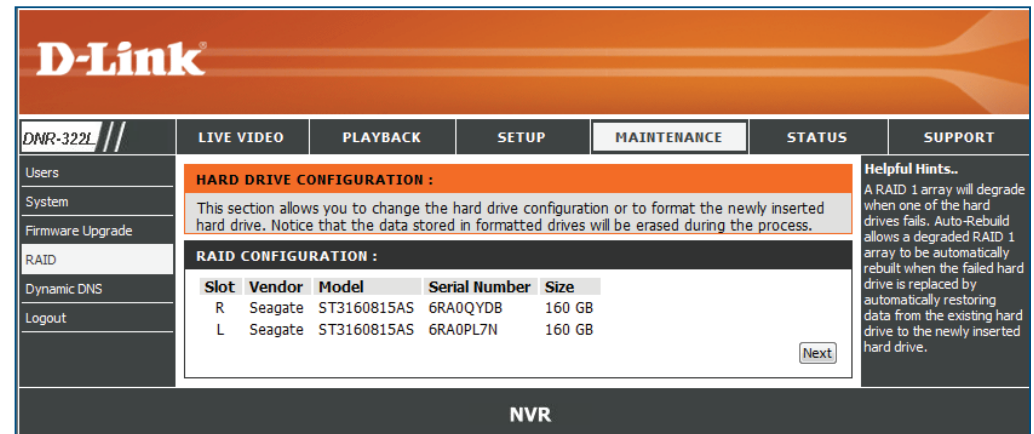 D-Link®
DNR-322L
LIVE VIDEO
PLAYBACK
SETUP
MAINTENANCE
STATUS
SUPPORT
Users
System
Firmware Upgrade
RAID
Dynamic DNS
Logout
HARD DRIVE CONFIGURATION :
This section allows you to change the hard drive configuration or to format the newly inserted
hard drive. Notice that the data stored in formatted drives will be erased during the process.
RAID CONFIGURATION :
Slot Vendor Model Serial Number Size
R Seagate ST3160815AS 6RA0QYDB 160 GB
L Seagate ST3160815AS 6RA0PL7N 160 GB
Next
Helpful Hints..
A RAID 1 array will degrade
when one of the hard
drives fails. Auto-Rebuild
allows a degraded RAID 1
array to be automatically
rebuilt when the failed hard
drive is replaced by
automatically restoring
data from the existing hard
drive to the newly inserted
hard drive.
NVR